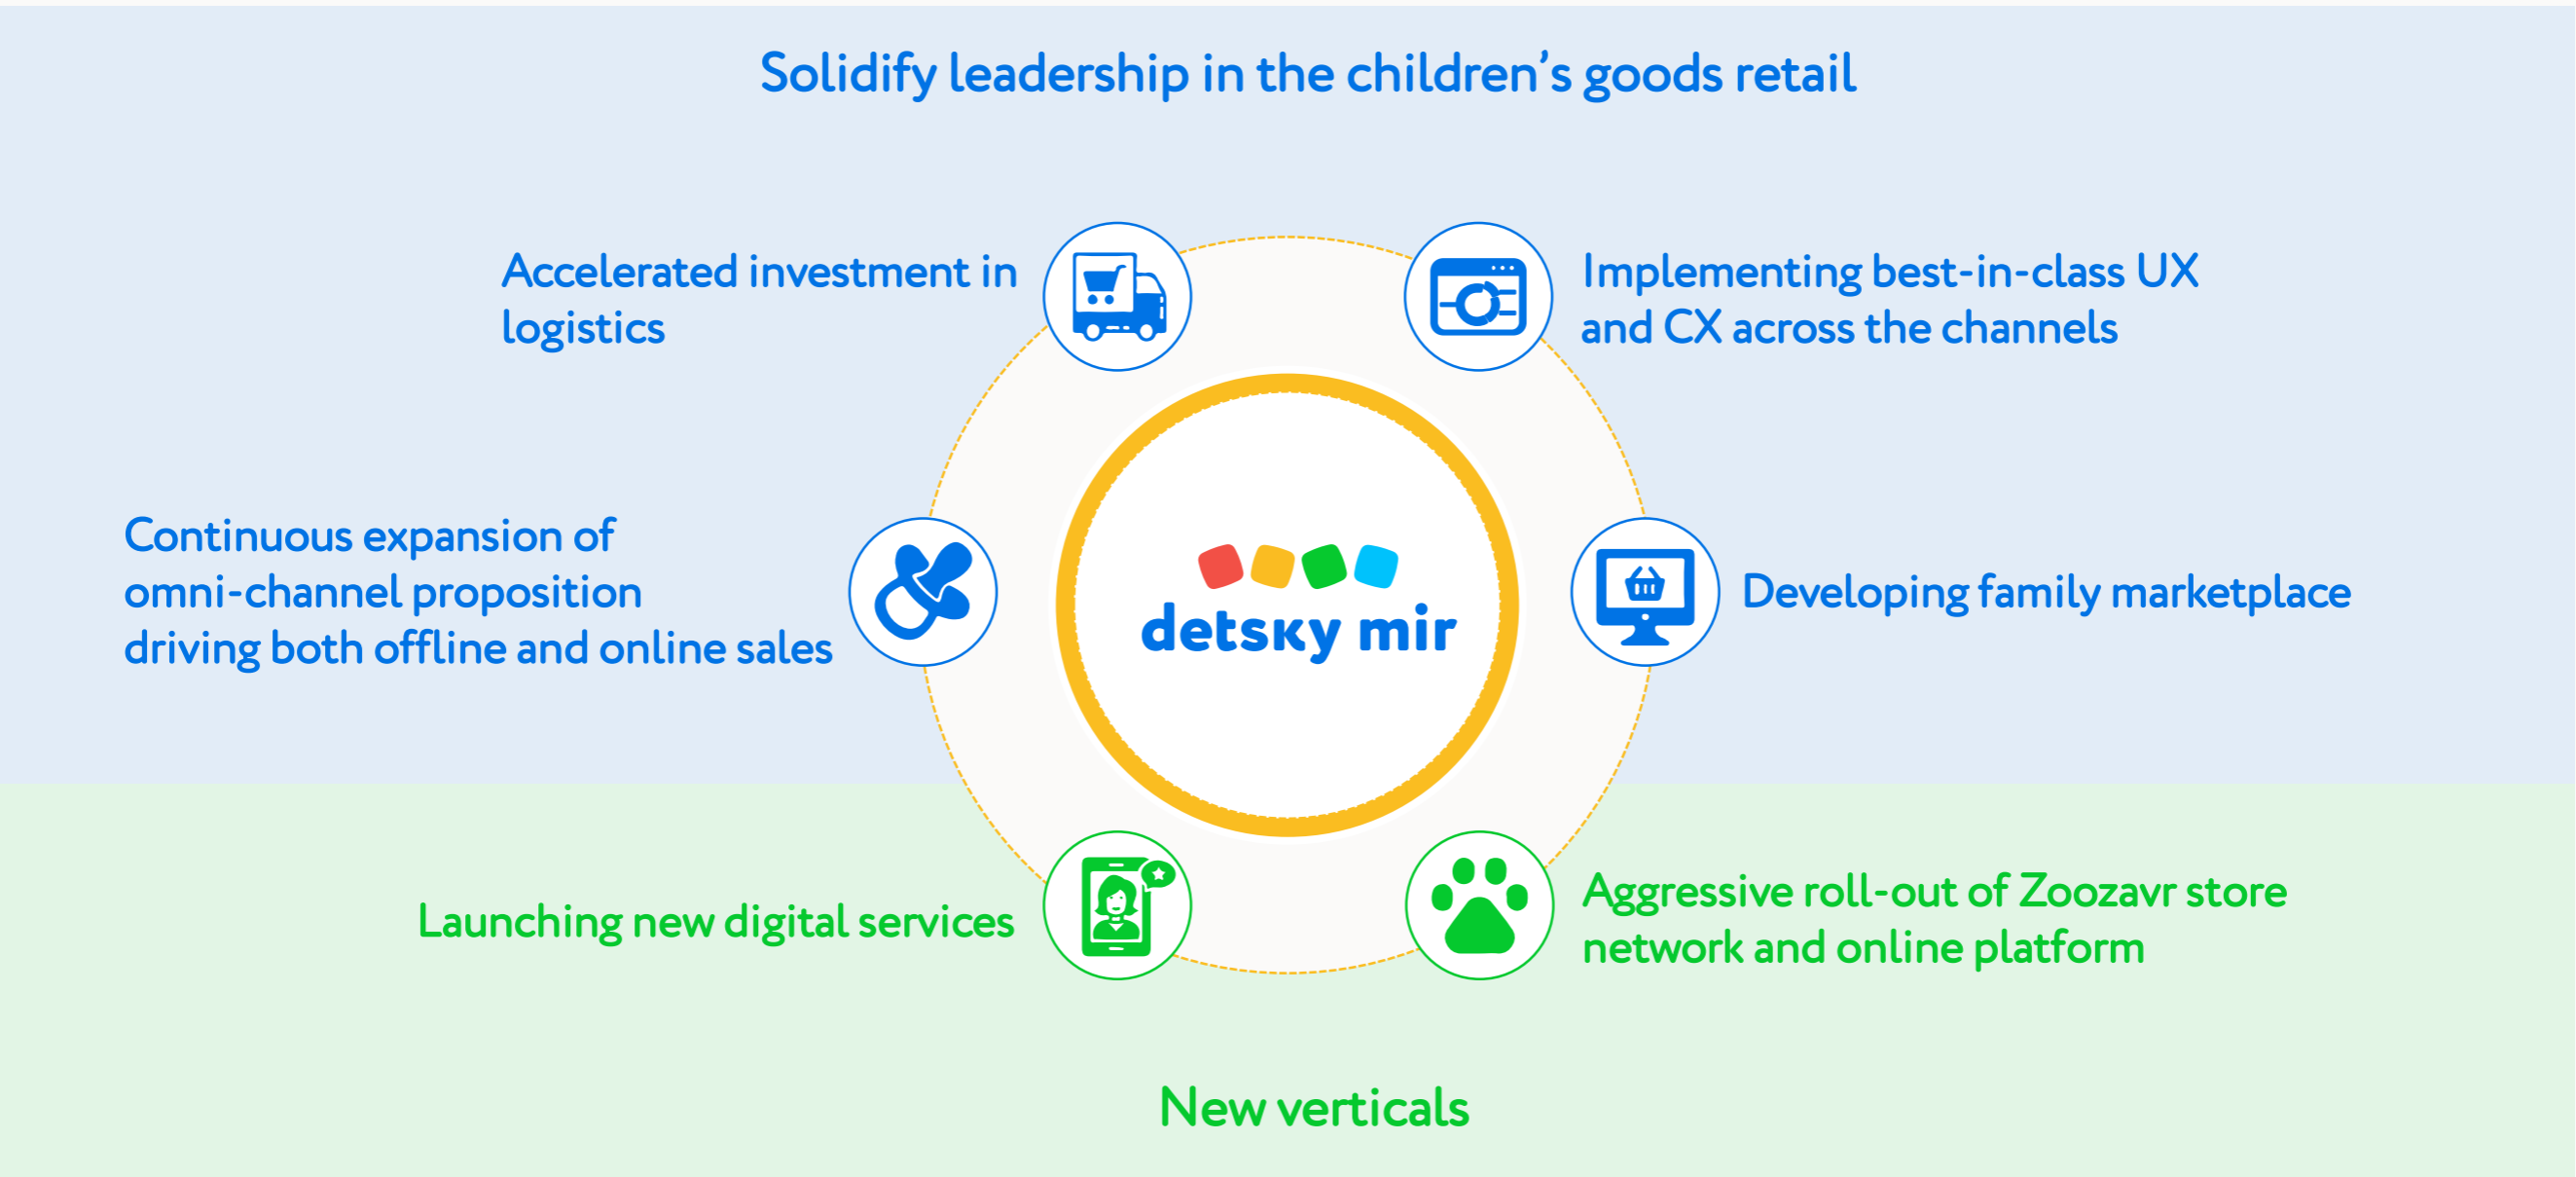 Solidify leadership in the children’s goods retail
Accelerated investment in
logistics
Implementing best-in-class UX
and CX across the channels
Continuous expansion of
omni-channel proposition
driving both offline and online sales
detsky mir
Developing family marketplace
Launching new digital services
Aggressive roll-out of Zoozavr store
network and online platform
New verticals